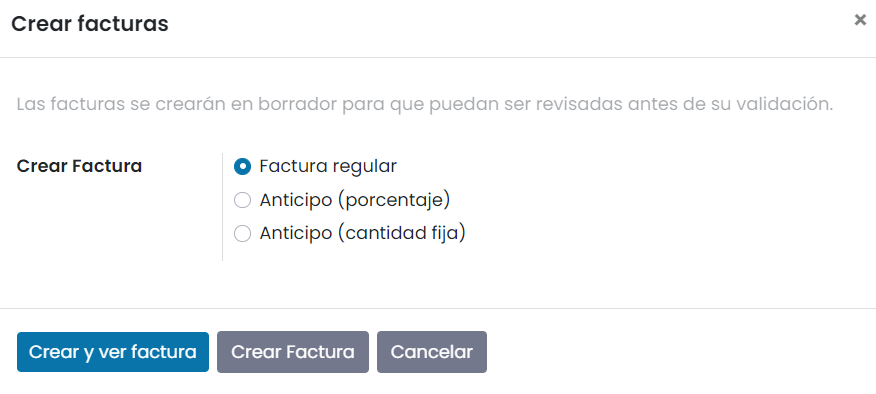 Crear facturas
×
Las facturas se crearán en borrador para que puedan ser revisadas antes de su validación.
Crear Factura
Factura regular
Anticipo (porcentaje)
Anticipo (cantidad fija)
Crear y ver factura
Crear Factura
Cancelar